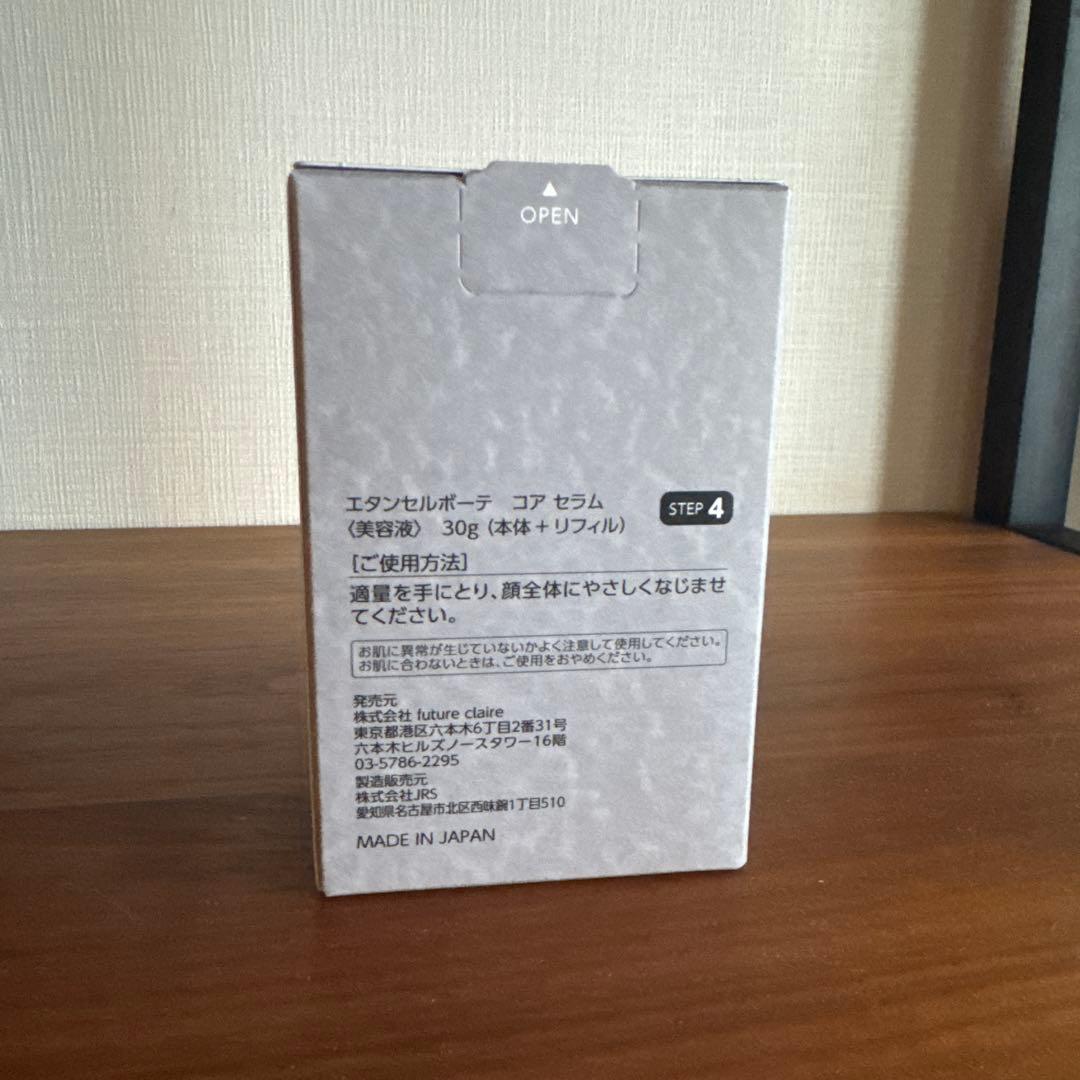 ▲
OPEN
エタンセルボーテ コア セラム
〈美容液〉 30g（本体＋リフィル）
STEP 4
[ご使用方法]
適量を手にとり、顔全体にやさしくなじませ
てください。
お肌に異常が生じていないかよく注意して使用してください。
お肌に合わないときは、ご使用をおやめください。
発売元
株式会社 future claire
東京都港区六本木6丁目2番31号
六本木ヒルズノースタワー16階
03-5786-2295
製造販売元
株式会社JRS
愛知県名古屋市北区西味鋺1丁目510
MADE IN JAPAN